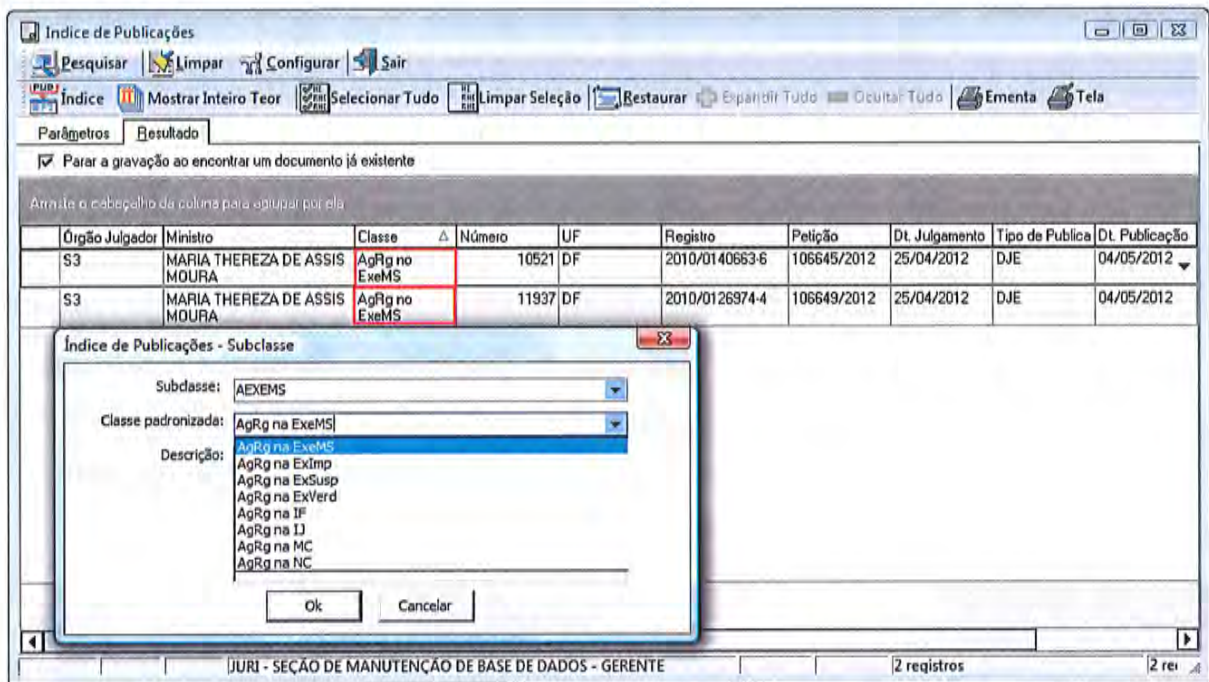 Indice de Publicações
Pesquisar Limpar Configurar Sair
PUB Índice Mostrar Inteiro Teor Selecionar Tudo Limpar Seleção Restaurar Expandir Tudo Ocultar Tudo Ementa Tela
Parâmetros Resultado
Parar a gravação ao encontrar um documento já existente
Arraste o cabeçalho da coluna para agrupar por ela
Órgão Julgador Ministro Classe Número UF Registro Petição Dt. Julgamento Tipo de Publica Dt. Publicação
S3 MARIA THEREZA DE ASSIS MOURA AgRg no ExeMS 10521 DF 2010/0140663-6 106645/2012 25/04/2012 DJE 04/05/2012
S3 MARIA THEREZA DE ASSIS MOURA AgRg no ExeMS 11937 DF 2010/0126974-4 106649/2012 25/04/2012 DJE 04/05/2012
Índice de Publicações - Subclasse
Subclasse: AEXEMS
Classe padronizada: AgRg na ExeMS
Descrição:
AgRg na ExeMS
AgRg na ExImp
AgRg na ExSusp
AgRg na ExVerd
AgRg na IF
AgRg na IJ
AgRg na MC
AgRg na NC
Ok Cancelar
JURI - SEÇÃO DE MANUTENÇÃO DE BASE DE DADOS - GERENTE 2 registros 2 rei